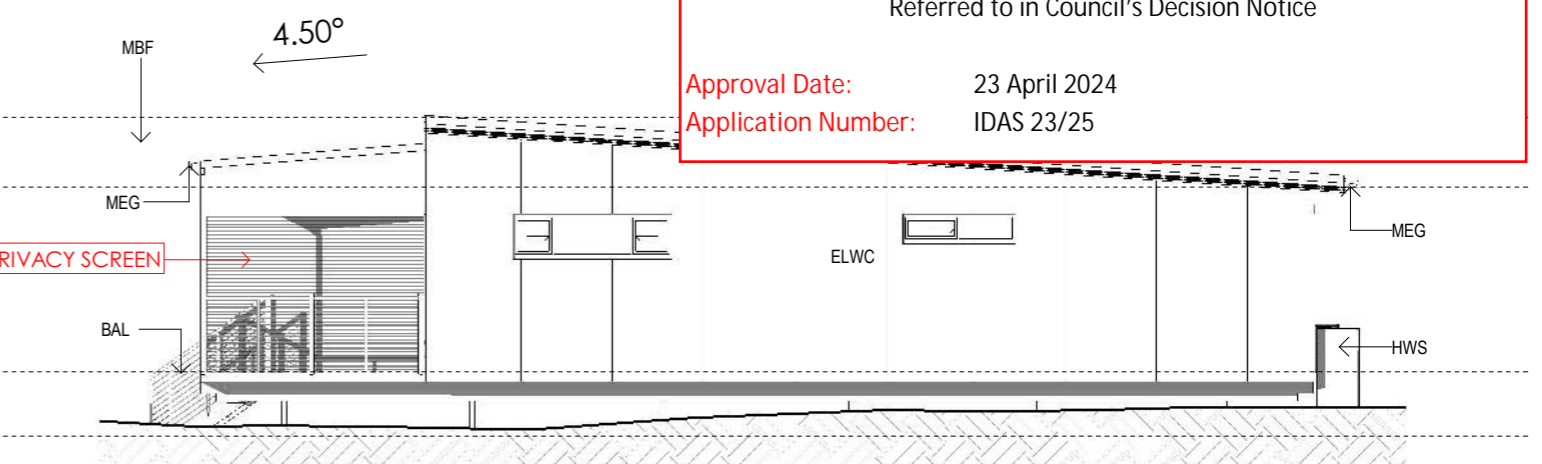 Referred to in Council's Decision Notice
MBF
4.50°
Approval Date: 23 April 2024
Application Number: IDAS 23/25
MEG
MEG
RIVACY SCREEN
ELWC
BAL
HWS